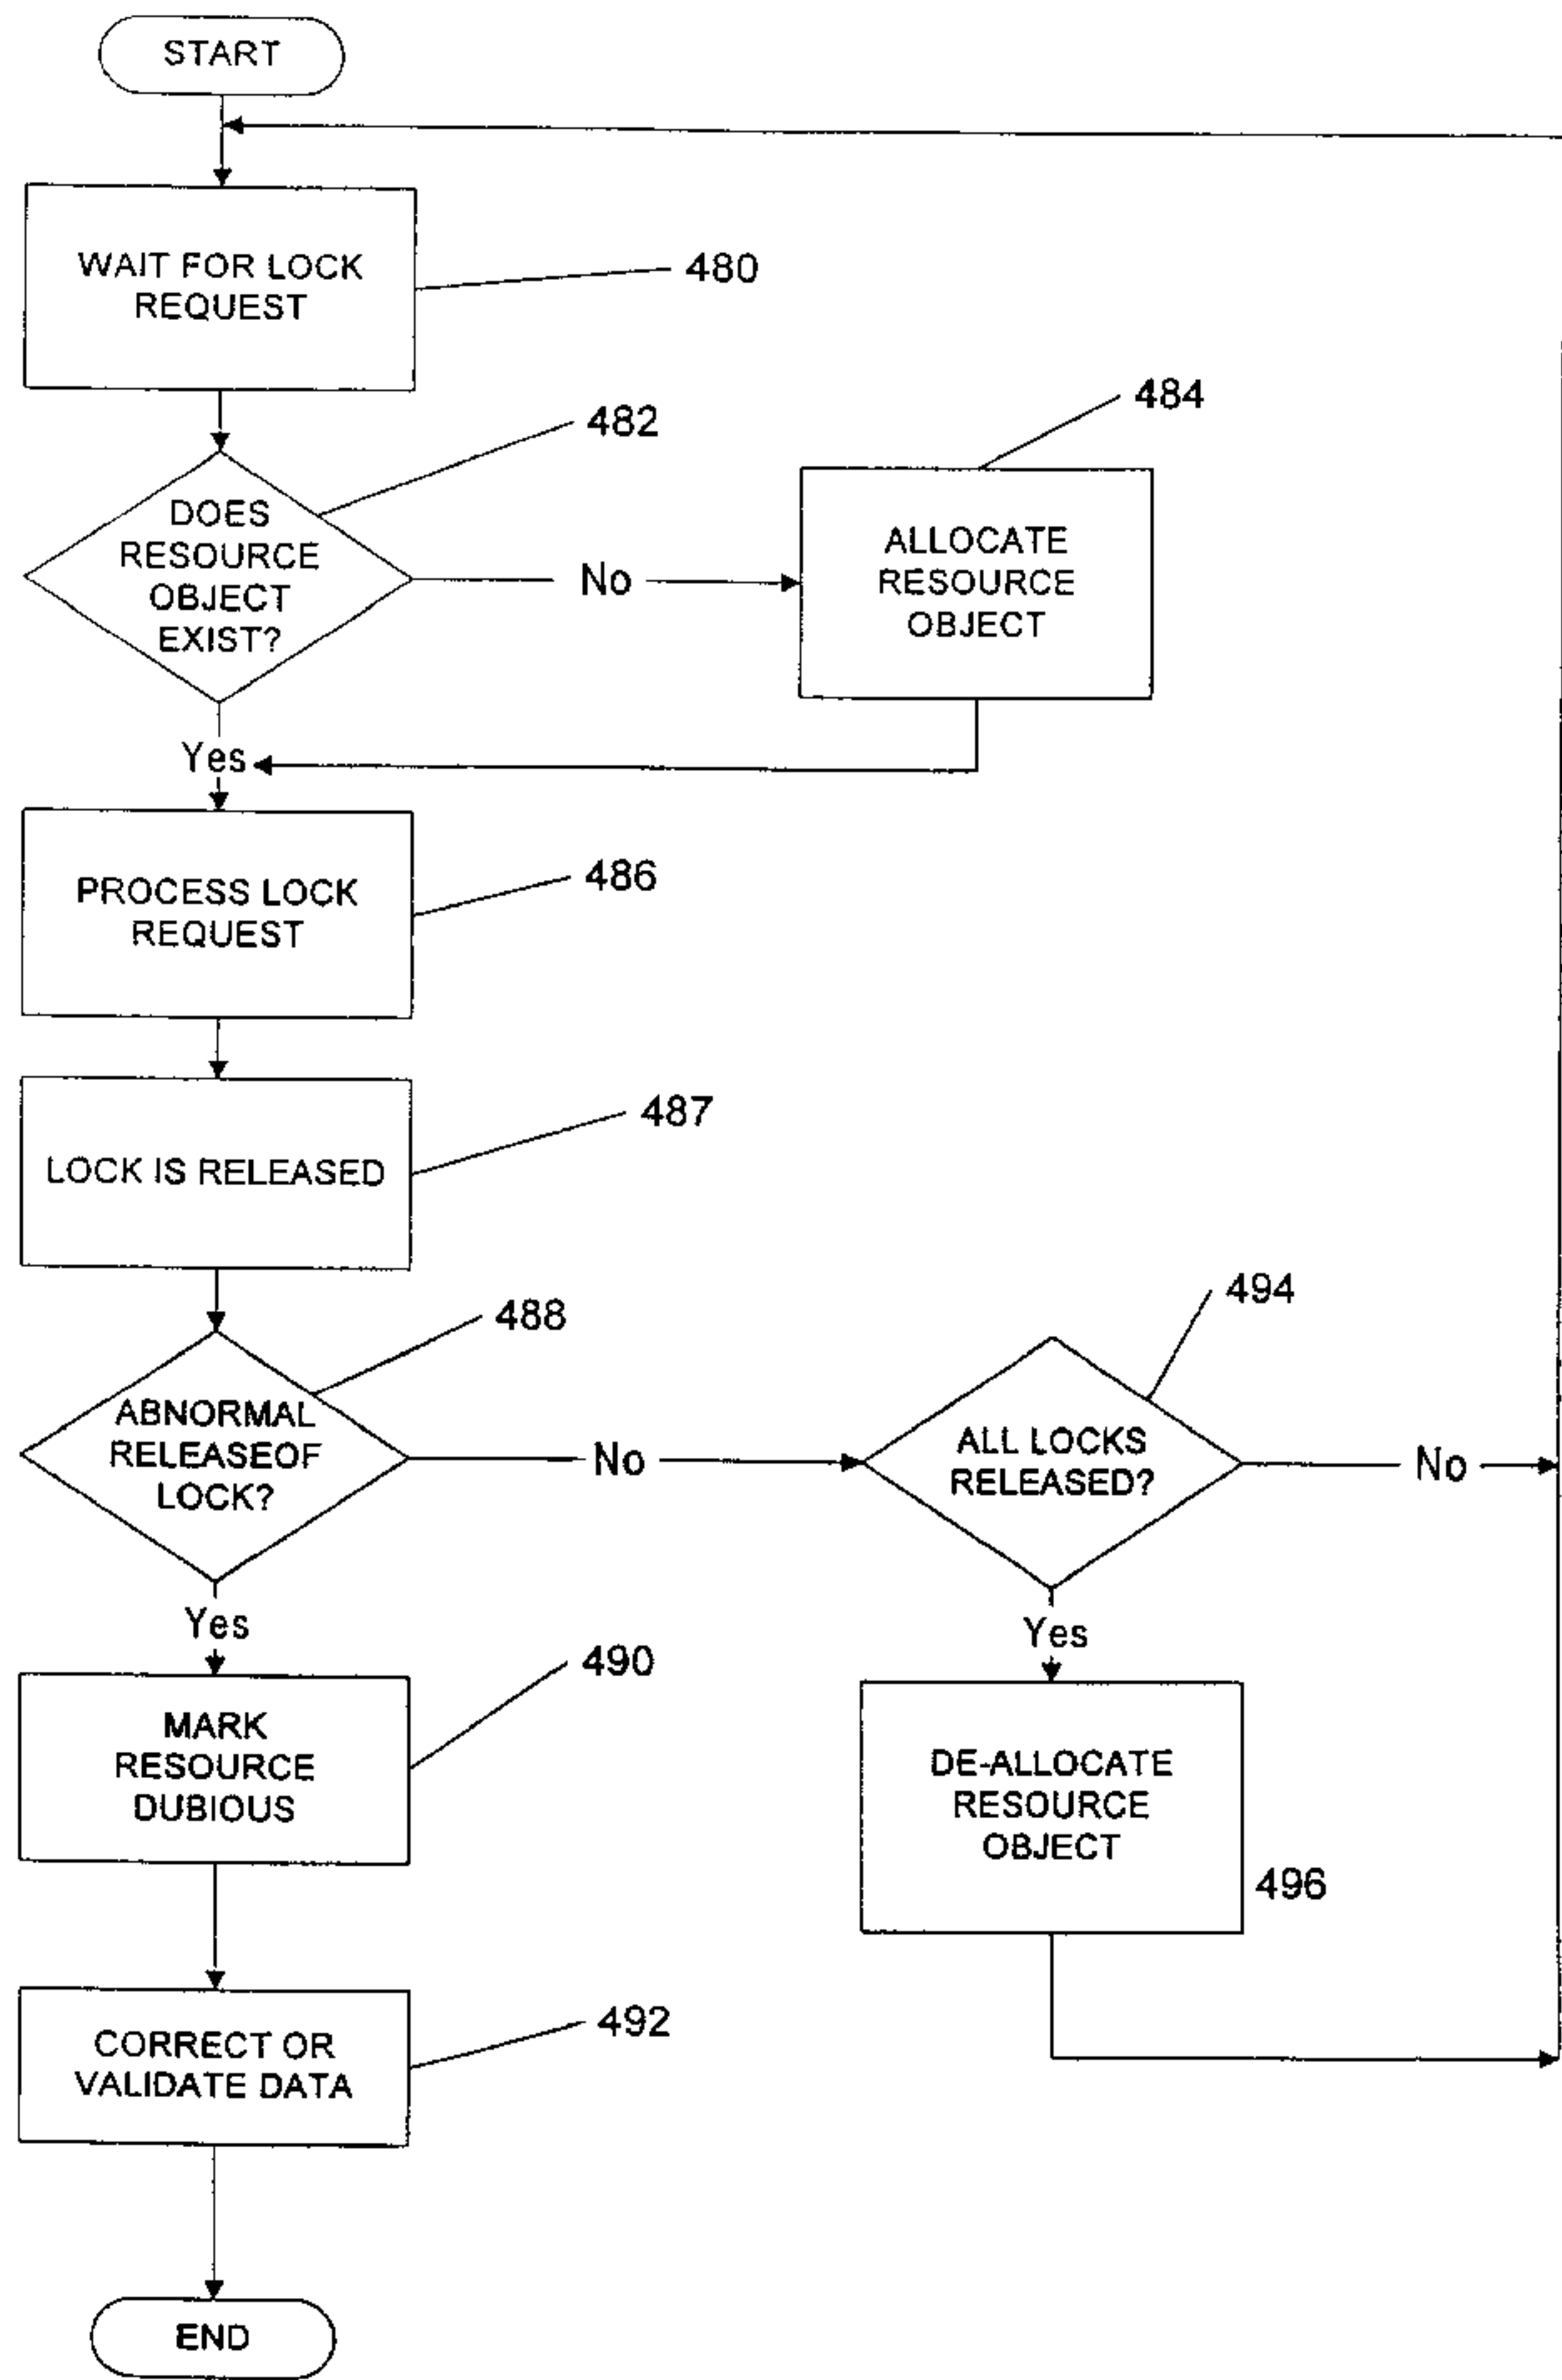 START
WAIT FOR LOCK
REQUEST
480
482
484
DOES
RESOURCE
OBJECT
EXIST?
No
ALLOCATE
RESOURCE
OBJECT
Yes
PROCESS LOCK
REQUEST
486
LOCK IS RELEASED
487
488
494
ABNORMAL
RELEASEOF
LOCK?
No
ALL LOCKS
RELEASED?
No
Yes
Yes
MARK
RESOURCE
DUBIOUS
490
DE-ALLOCATE
RESOURCE
OBJECT
496
CORRECT OR
VALIDATE DATA
492
END